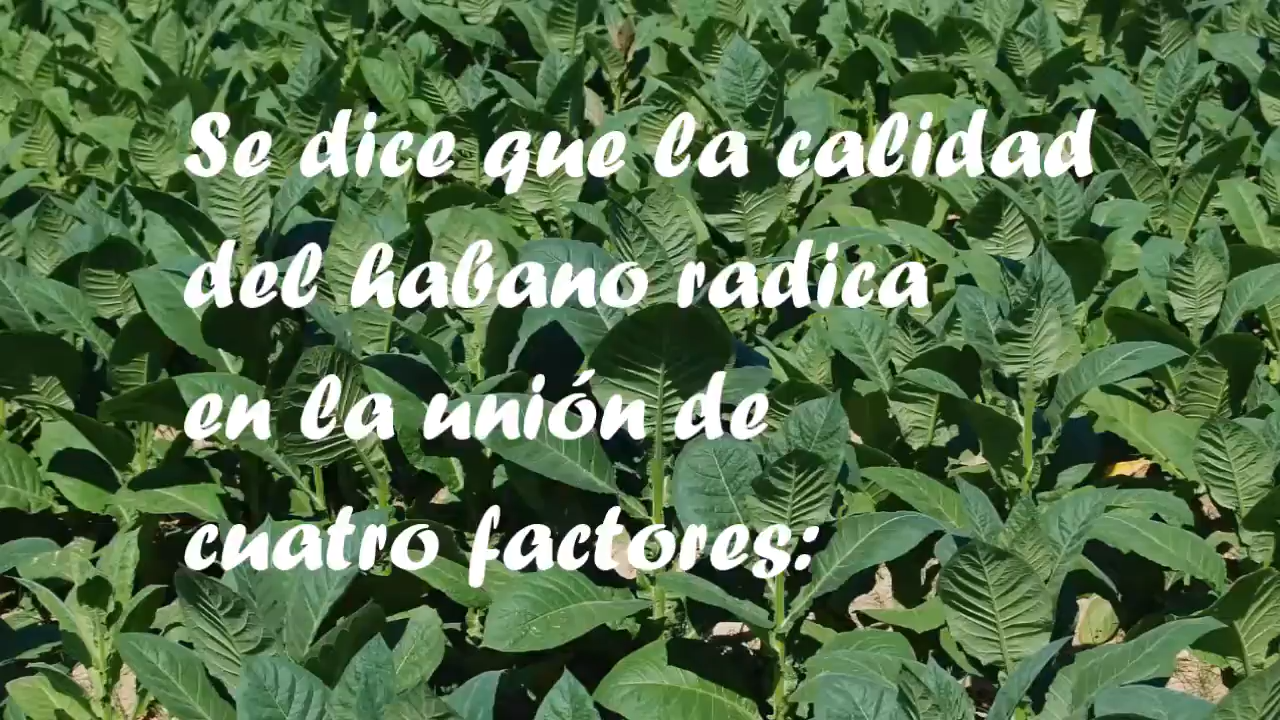 Se dice que la calidad
del habano radica
en la unión de
cuatro factores: